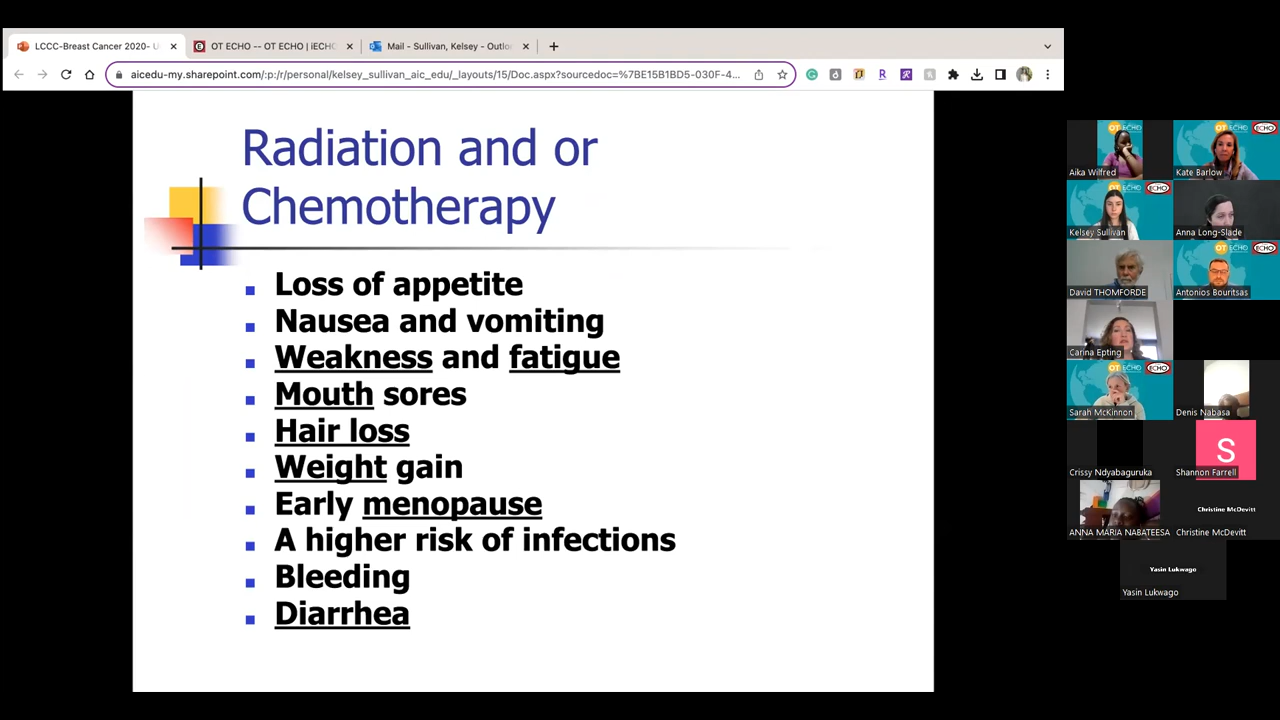 LCCC-Breast Cancer 2020- U
OT ECHO -- OT ECHO | iECHO
Mail - Sullivan, Kelsey - Outlo
aicedu-my.sharepoint.com/:p:/r/personal/kelsey_sullivan_aic_edu/_layouts/15/Doc.aspx?sourcedoc=%7BE15B1BD5-030F-4...
Radiation and or
Chemotherapy
Loss of appetite
Nausea and vomiting
Weakness and fatigue
Mouth sores
Hair loss
Weight gain
Early menopause
A higher risk of infections
Bleeding
Diarrhea
Aika Wilfred
Kate Barlow
Kelsey Sullivan
Anna Long-Slade
David THOMFORDE
Antonios Bouritsas
Carina Epting
Sarah McKinnon
Denis Nabasa
Crissy Ndyabaguruka
S
Shannon Farrell
ANNA MARIA NABATEESA
Christine McDevitt
Christine McDevitt
Yasin Lukwago
Yasin Lukwago